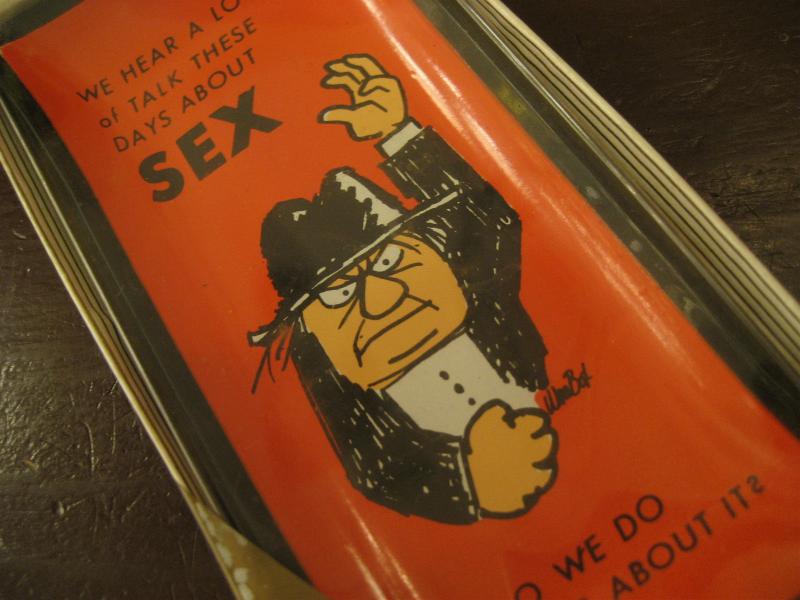 WE HEAR A LO
of TALK THESE
DAYS ABOUT
SEX
O WE DO
ABOUT IT?